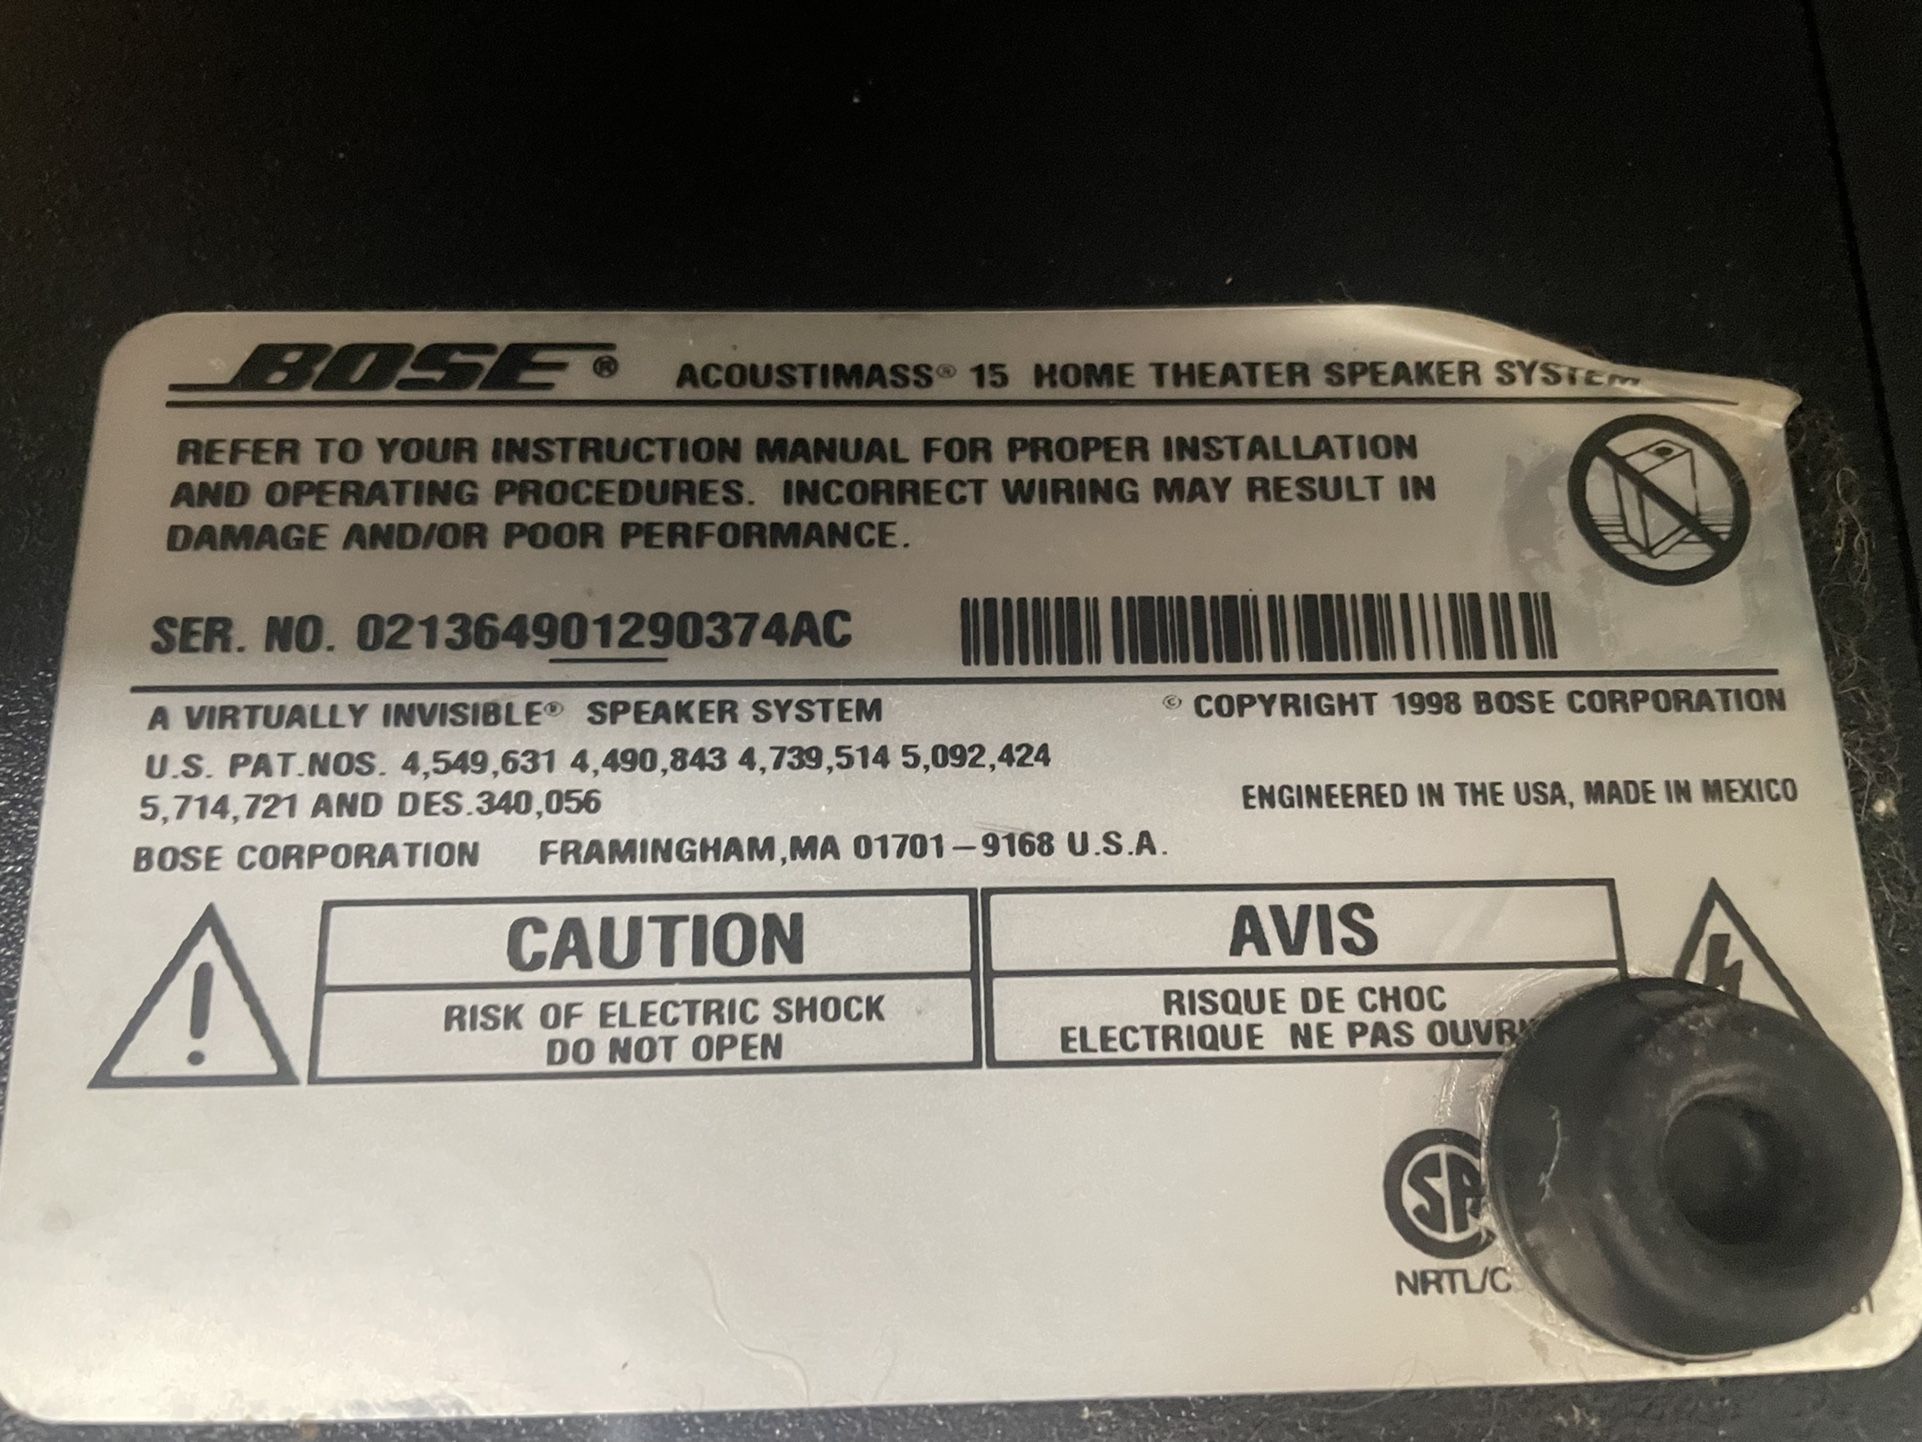 BOSE® ACOUSTIMASS® 15 HOME THEATER SPEAKER SYSTEM
REFER TO YOUR INSTRUCTION MANUAL FOR PROPER INSTALLATION
AND OPERATING PROCEDURES. INCORRECT WIRING MAY RESULT IN
DAMAGE AND/OR POOR PERFORMANCE.
SER. NO. 021364901290374AC
A VIRTUALLY INVISIBLE® SPEAKER SYSTEM
© COPYRIGHT 1998 BOSE CORPORATION
U.S. PAT.NOS. 4,549,631 4,490,843 4,739,514 5,092,424
5,714,721 AND DES.340,056
ENGINEERED IN THE USA, MADE IN MEXICO
BOSE CORPORATION FRAMINGHAM,MA 01701-9168 U.S.A.
CAUTION
RISK OF ELECTRIC SHOCK
DO NOT OPEN
AVIS
RISQUE DE CHOC
ELECTRIQUE NE PAS
NRTL/C